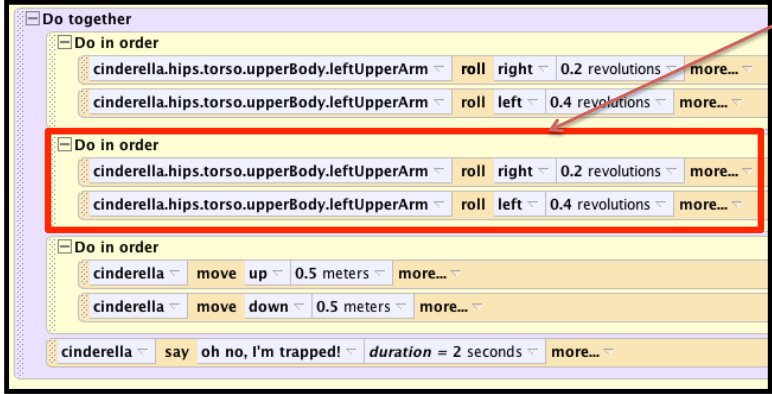 Do together
Do in order
cinderella.hips.torso.upperBody.leftUpperArm roll right 0.2 revolutions more...
cinderella.hips.torso.upperBody.leftUpperArm roll left 0.4 revolutions more...
Do in order
cinderella.hips.torso.upperBody.leftUpperArm roll right 0.2 revolutions more...
cinderella.hips.torso.upperBody.leftUpperArm roll left 0.4 revolutions more...
Do in order
cinderella move up 0.5 meters more...
cinderella move down 0.5 meters more...
cinderella say oh no, I'm trapped! duration = 2 seconds more...